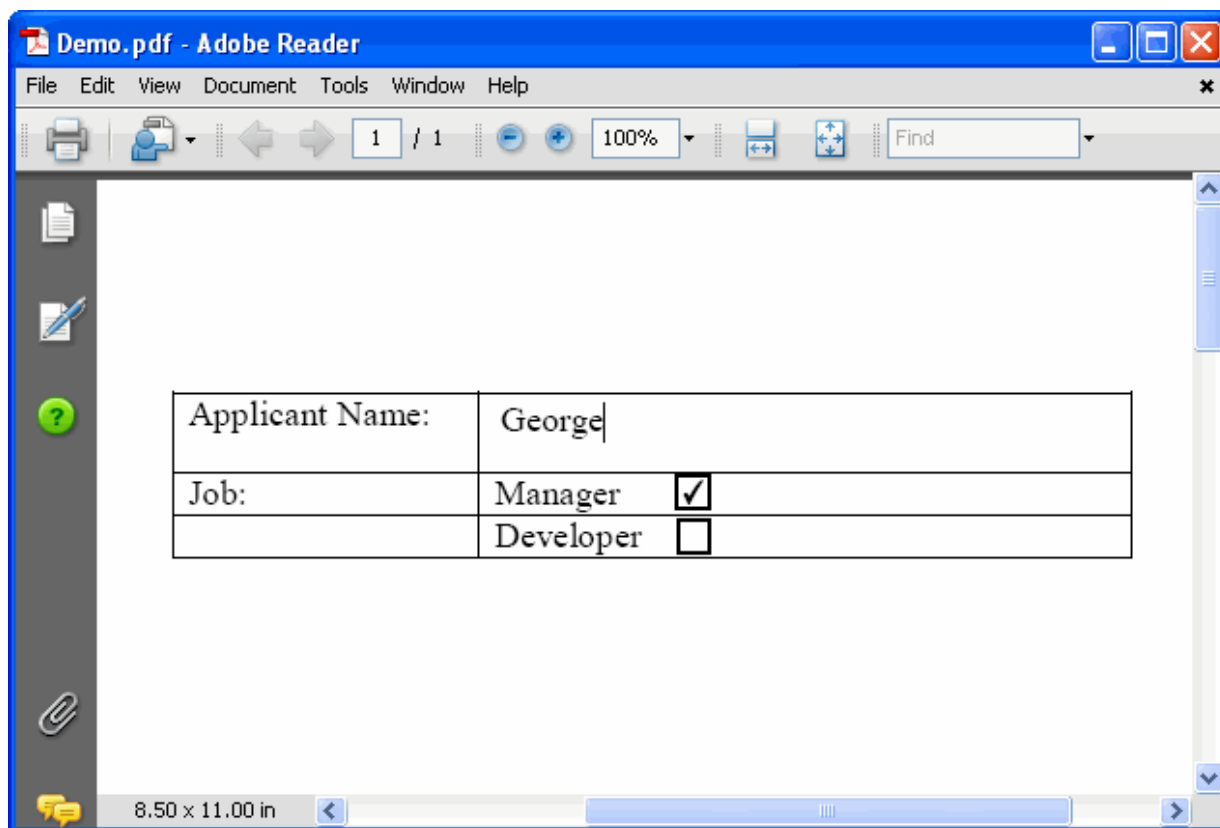 Demo.pdf - Adobe Reader
File Edit View Document Tools Window Help
1 / 1 100% Find
Applicant Name: George
Job: Manager ✓
Developer
8.50 x 11.00 in